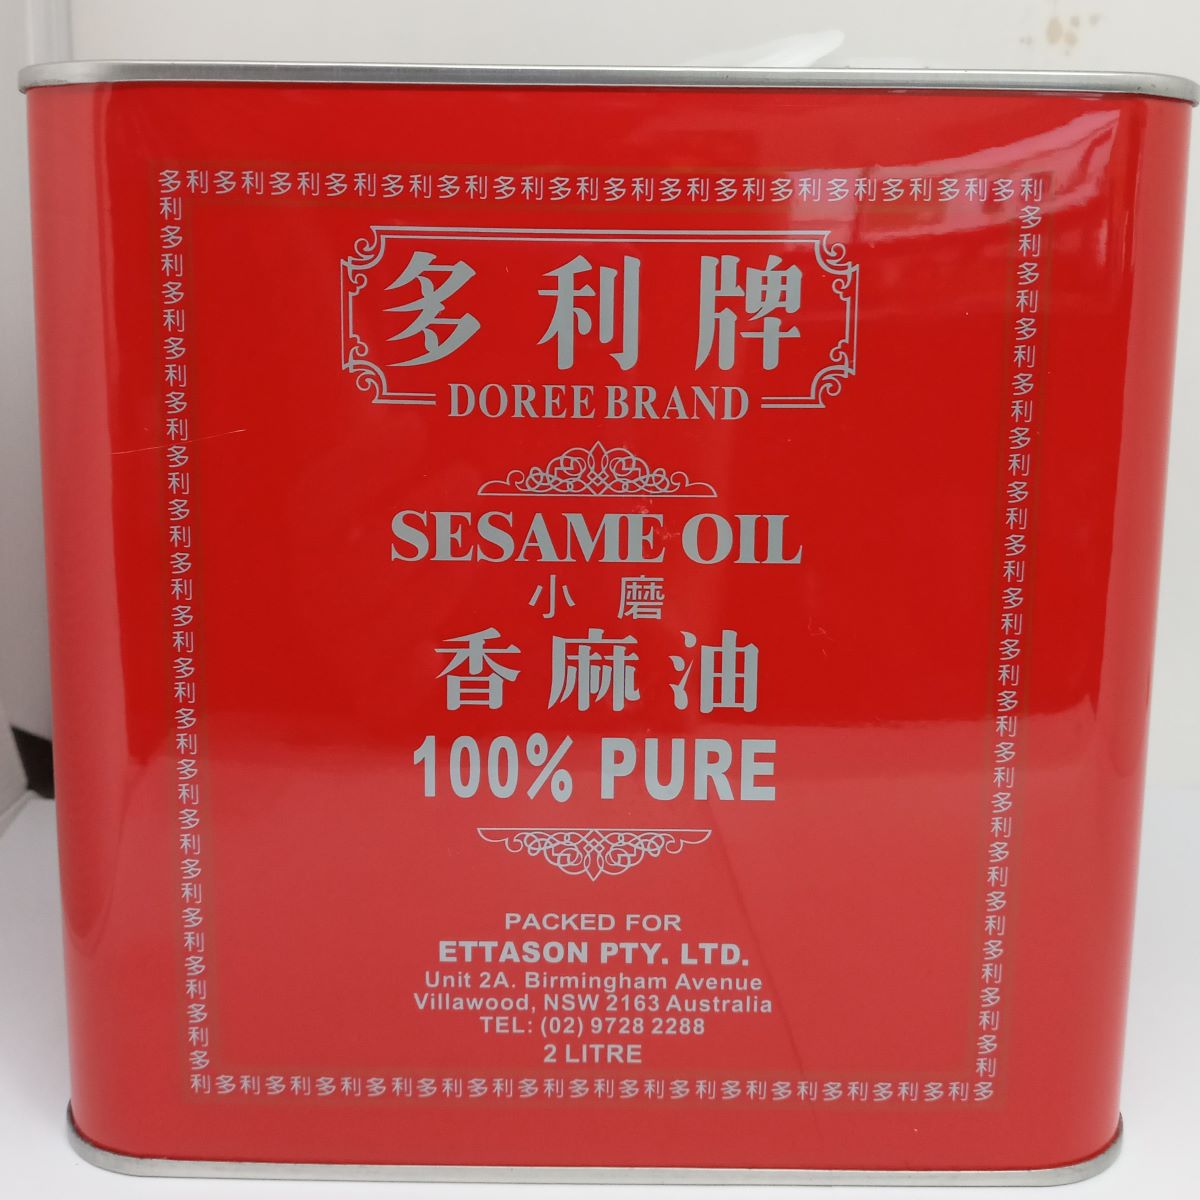 多利多利多利多利多利多利多利多利多利多利多利多利多利多利多利多利
多利牌
DOREE BRAND
SESAME OIL
小磨
香麻油
100% PURE
PACKED FOR
ETTASON PTY. LTD.
Unit 2A. Birmingham Avenue
Villawood, NSW 2163 Australia
TEL: (02) 9728 2288
2 LITRE
利多利多利多利多利多利多利多利多利多利多利多利多利多利多利多利多